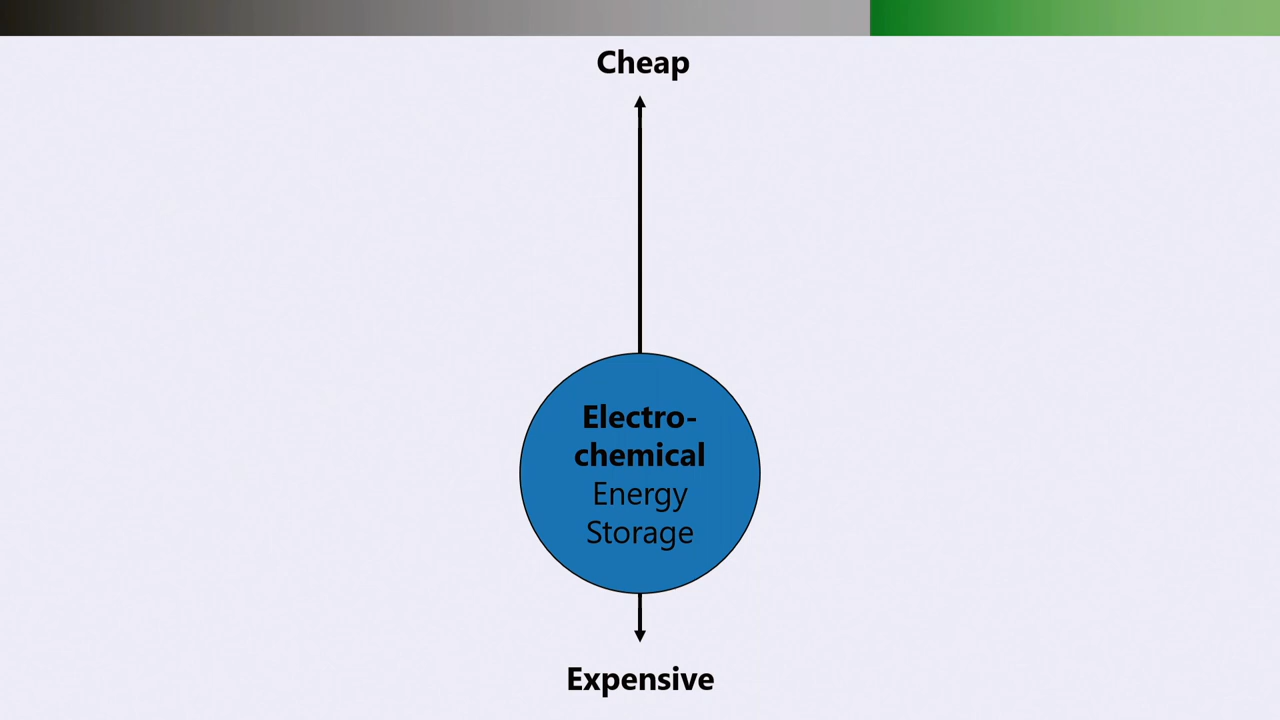 Cheap
Electro-
chemical
Energy
Storage
Expensive